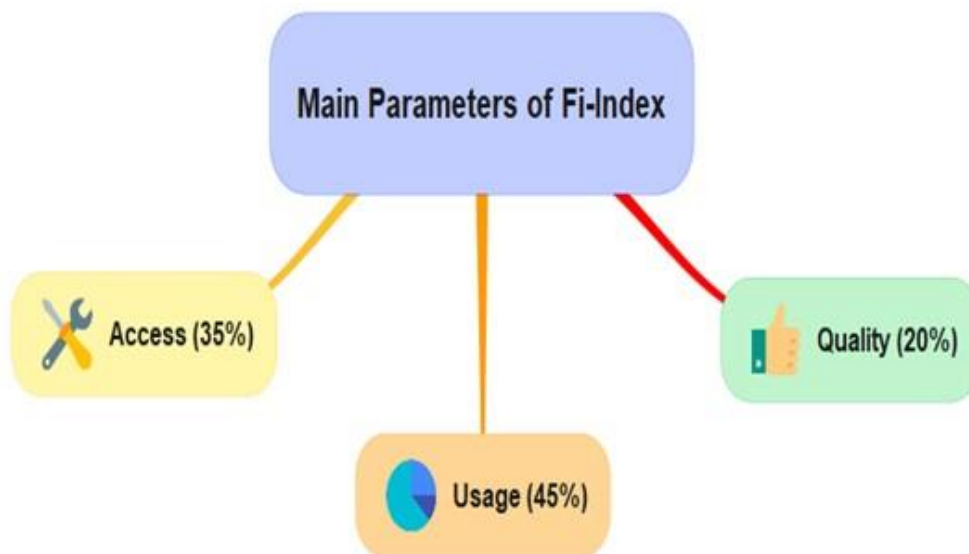 Main Parameters of Fi-Index
Access (35%)
Quality (20%)
Usage (45%)